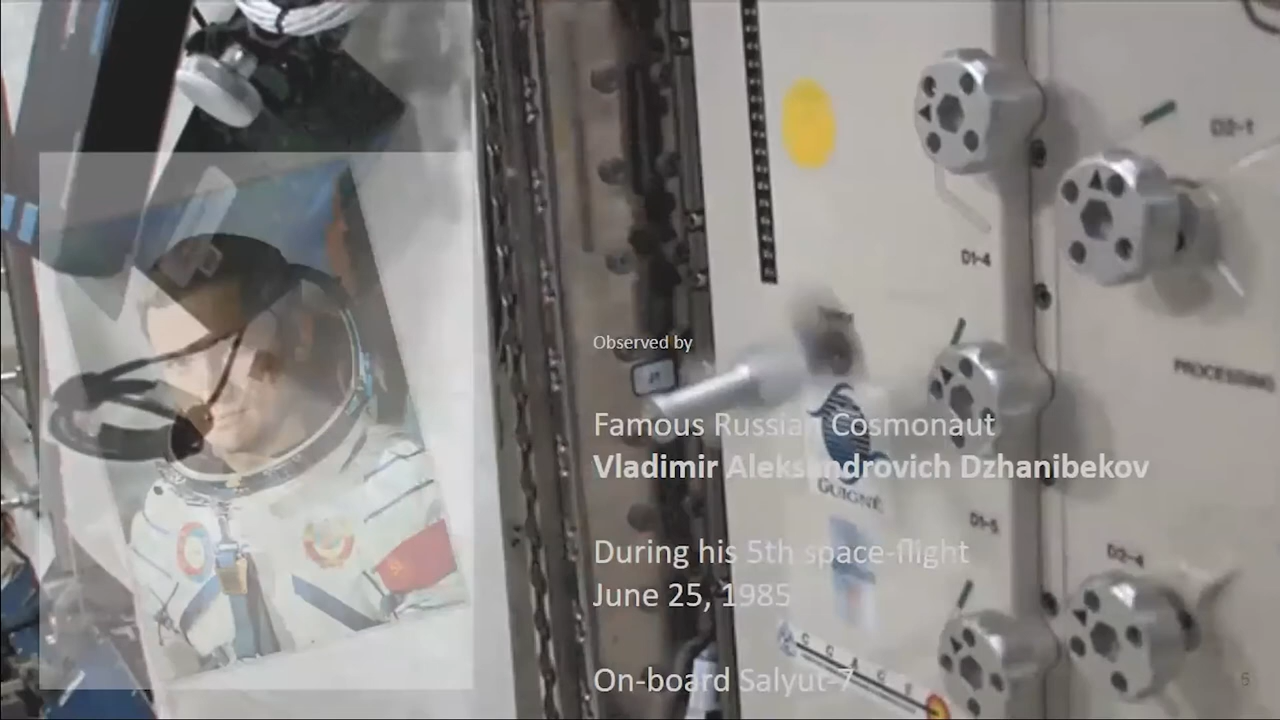 D2-1
D1-4
Observed by
PROCESSING
Famous Russian Cosmonaut
Vladimir Aleksandrovich Dzhanibekov
GUIGNÉ
D1-5
During his 5th space-flight
D2-4
June 25, 1985
On-board Salyut-7
5